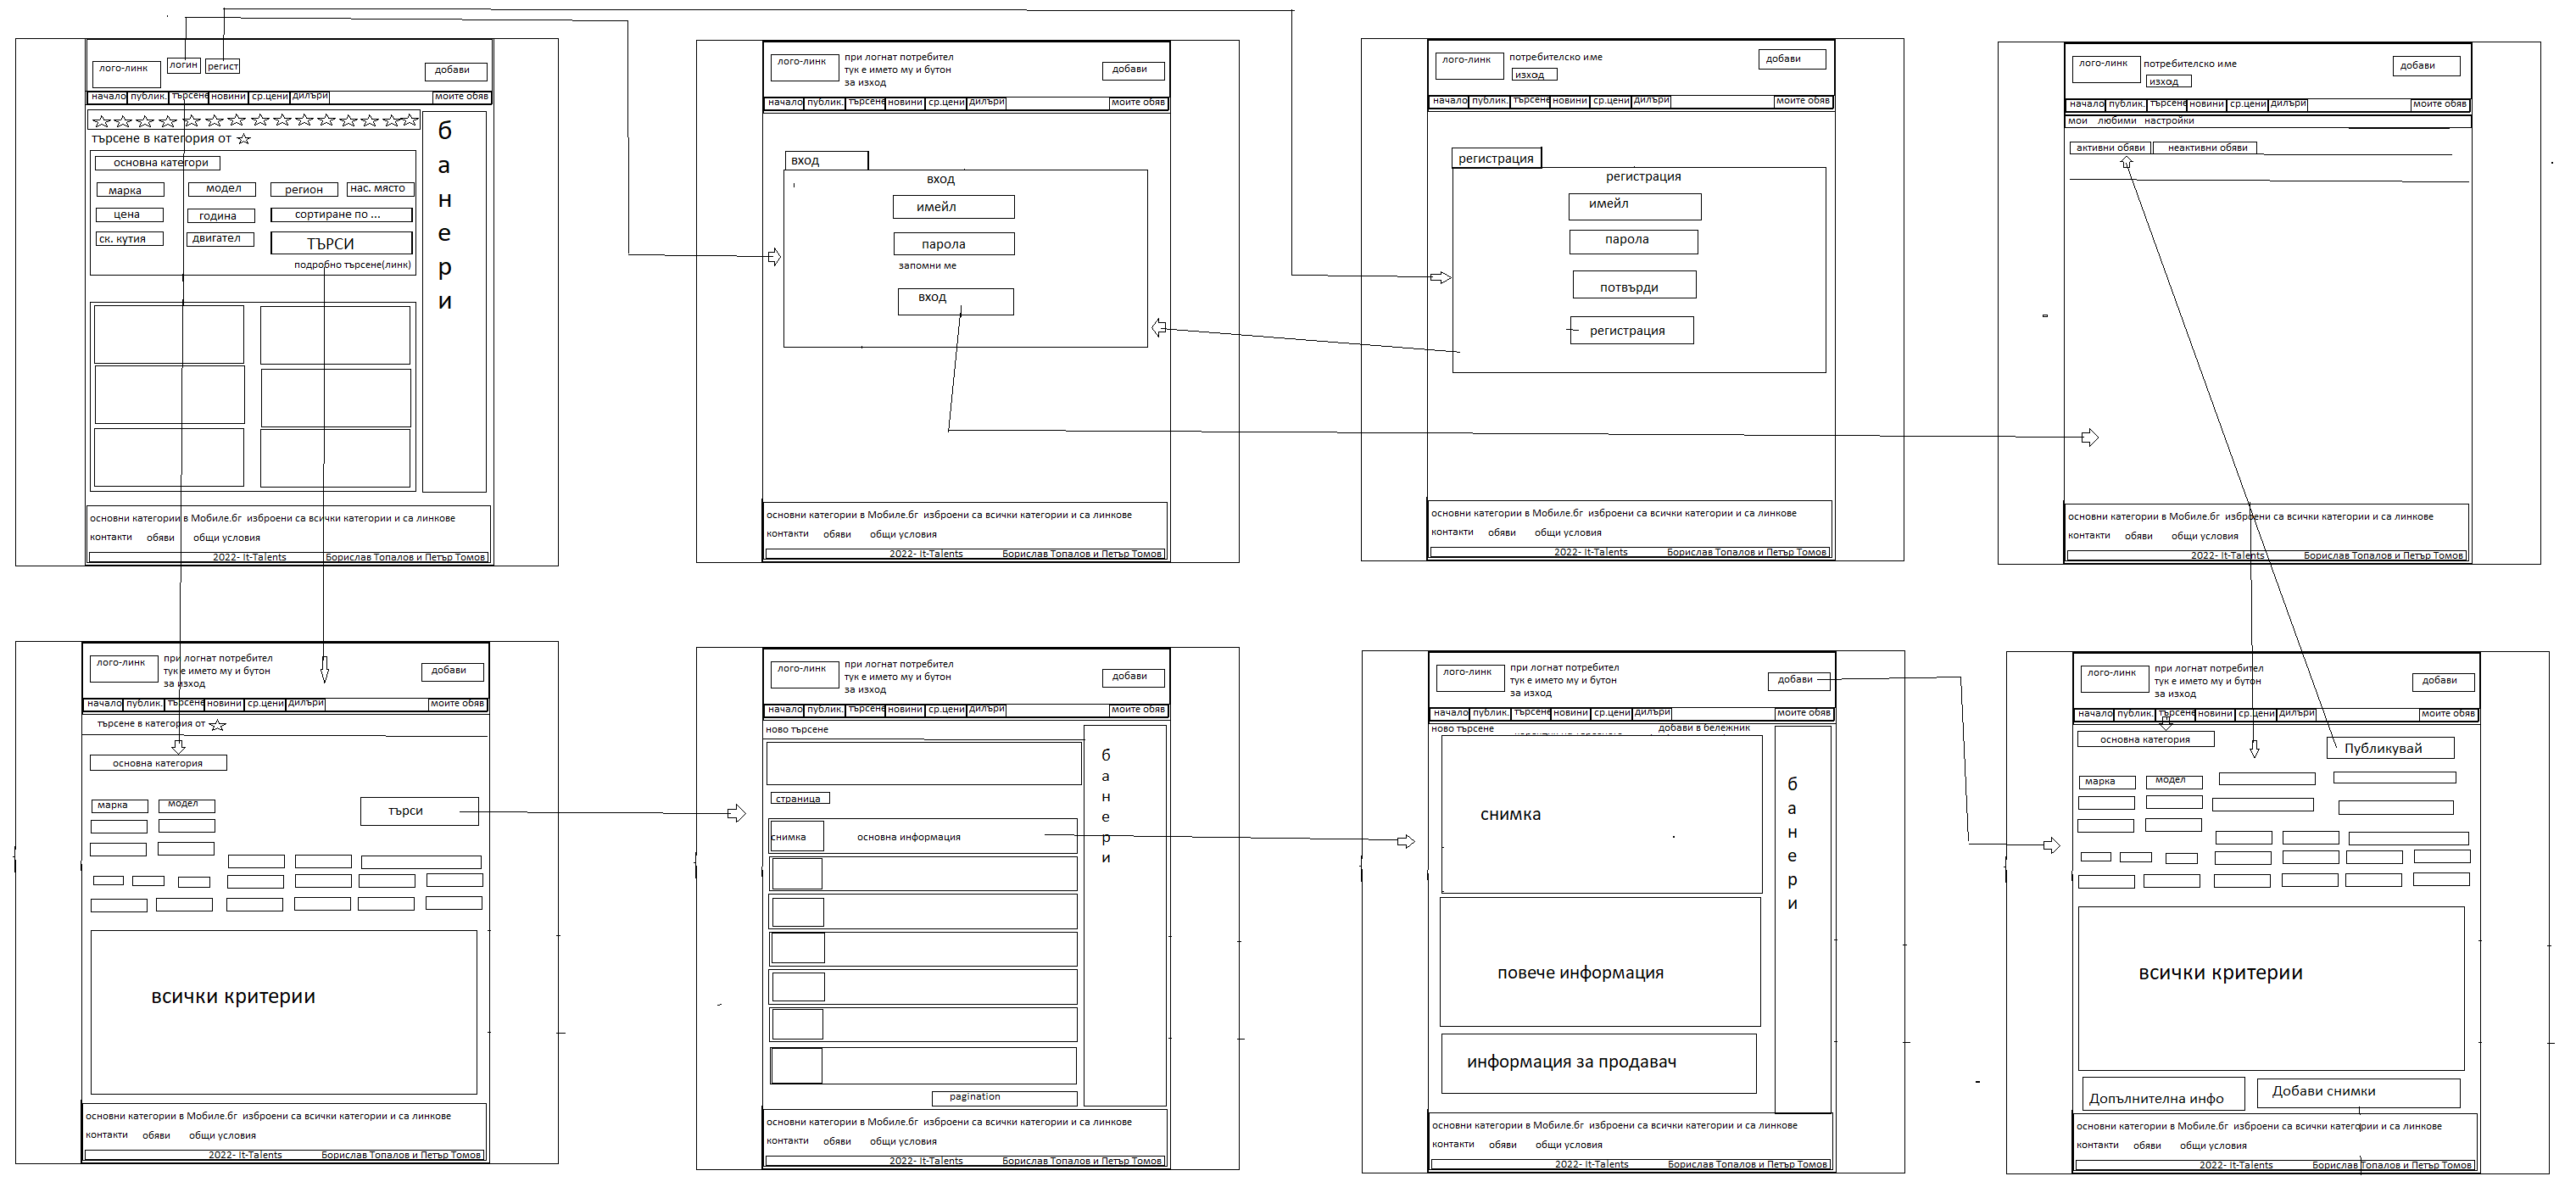 лого-линк
логин
регист
добави
начало
публик.
търсене
новини
ср.цени
дилъри
моите обяв
търсене в категория от
основна категори
марка
модел
регион
нас. място
цена
година
сортиране по ...
ск. кутия
двигател
ТЪРСИ
подробно търсене(линк)
б
а
н
е
р
и
основни категории в Мобиле.бг изброени са всички категории и са линкове
контакти обяви общи условия
2022- It-Talents Борислав Топалов и Петър Томов
лого-линк
при логнат потребител
тук е името му и бутон
за изход
добави
начало
публик.
търсене
новини
ср.цени
дилъри
моите обяв
вход
вход
имейл
парола
запомни ме
вход
основни категории в Мобиле.бг изброени са всички категории и са линкове
контакти обяви общи условия
2022- It-Talents Борислав Топалов и Петър Томов
лого-линк
потребителско име
изход
добави
начало
публик.
търсене
новини
ср.цени
дилъри
моите обяв
регистрация
регистрация
имейл
парола
потвърди
регистрация
основни категории в Мобиле.бг изброени са всички категории и са линкове
контакти обяви общи условия
2022- It-Talents Борислав Топалов и Петър Томов
лого-линк
потребителско име
изход
добави
начало
публик.
търсене
новини
ср.цени
дилъри
моите обяв
мои любими настройки
активни обяви
неактивни обяви
основни категории в Мобиле.бг изброени са всички категории и са линкове
контакти обяви общи условия
2022- It-Talents Борислав Топалов и Петър Томов
лого-линк
при логнат потребител
тук е името му и бутон
за изход
добави
начало
публик.
търсене
новини
ср.цени
дилъри
моите обяв
търсене в категория от
основна категория
марка
модел
търси
всички критерии
основни категории в Мобиле.бг изброени са всички категории и са линкове
контакти обяви общи условия
2022- It-Talents Борислав Топалов и Петър Томов
лого-линк
при логнат потребител
тук е името му и бутон
за изход
добави
начало
публик.
търсене
новини
ср.цени
дилъри
моите обяв
ново търсене
страница
снимка
основна информация
б
а
н
е
р
и
pagination
основни категории в Мобиле.бг изброени са всички категории и са линкове
контакти обяви общи условия
2022- It-Talents Борислав Топалов и Петър Томов
лого-линк
при логнат потребител
тук е името му и бутон
за изход
добави
начало
публик.
търсене
новини
ср.цени
дилъри
моите обяв
ново търсене
добави в бележник
снимка
повече информация
информация за продавач
б
а
н
е
р
и
основни категории в Мобиле.бг изброени са всички категории и са линкове
контакти обяви общи условия
2022- It-Talents Борислав Топалов и Петър Томов
лого-линк
при логнат потребител
тук е името му и бутон
за изход
добави
начало
публик.
търсене
новини
ср.цени
дилъри
моите обяв
основна категория
Публикувай
марка
модел
всички критерии
Допълнителна инфо
Добави снимки
основни категории в Мобиле.бг изброени са всички категории и са линкове
контакти обяви общи условия
2022- It-Talents Борислав Топалов и Петър Томов